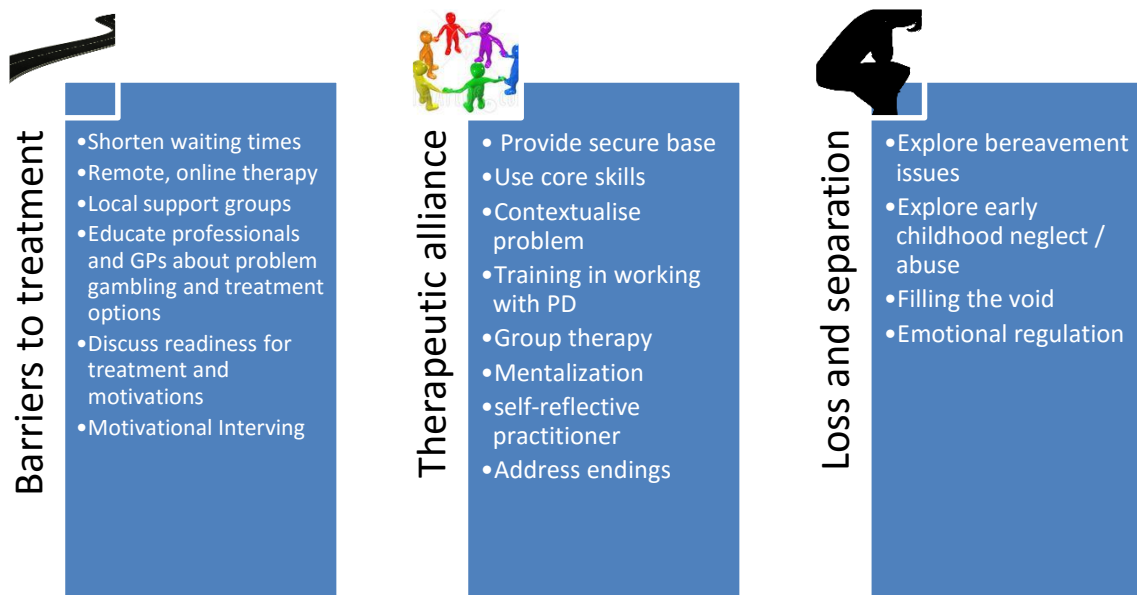 Barriers to treatment
•Shorten waiting times
•Remote, online therapy
•Local support groups
•Educate professionals
and GPs about problem
gambling and treatment
options
•Discuss readiness for
treatment and
motivations
•Motivational Interving
Therapeutic alliance
• Provide secure base
•Use core skills
•Contextualise
problem
•Training in working
with PD
•Group therapy
•Mentalization
•self-reflective
practitioner
•Address endings
Loss and separation
•Explore bereavement
issues
•Explore early
childhood neglect /
abuse
•Filling the void
•Emotional regulation